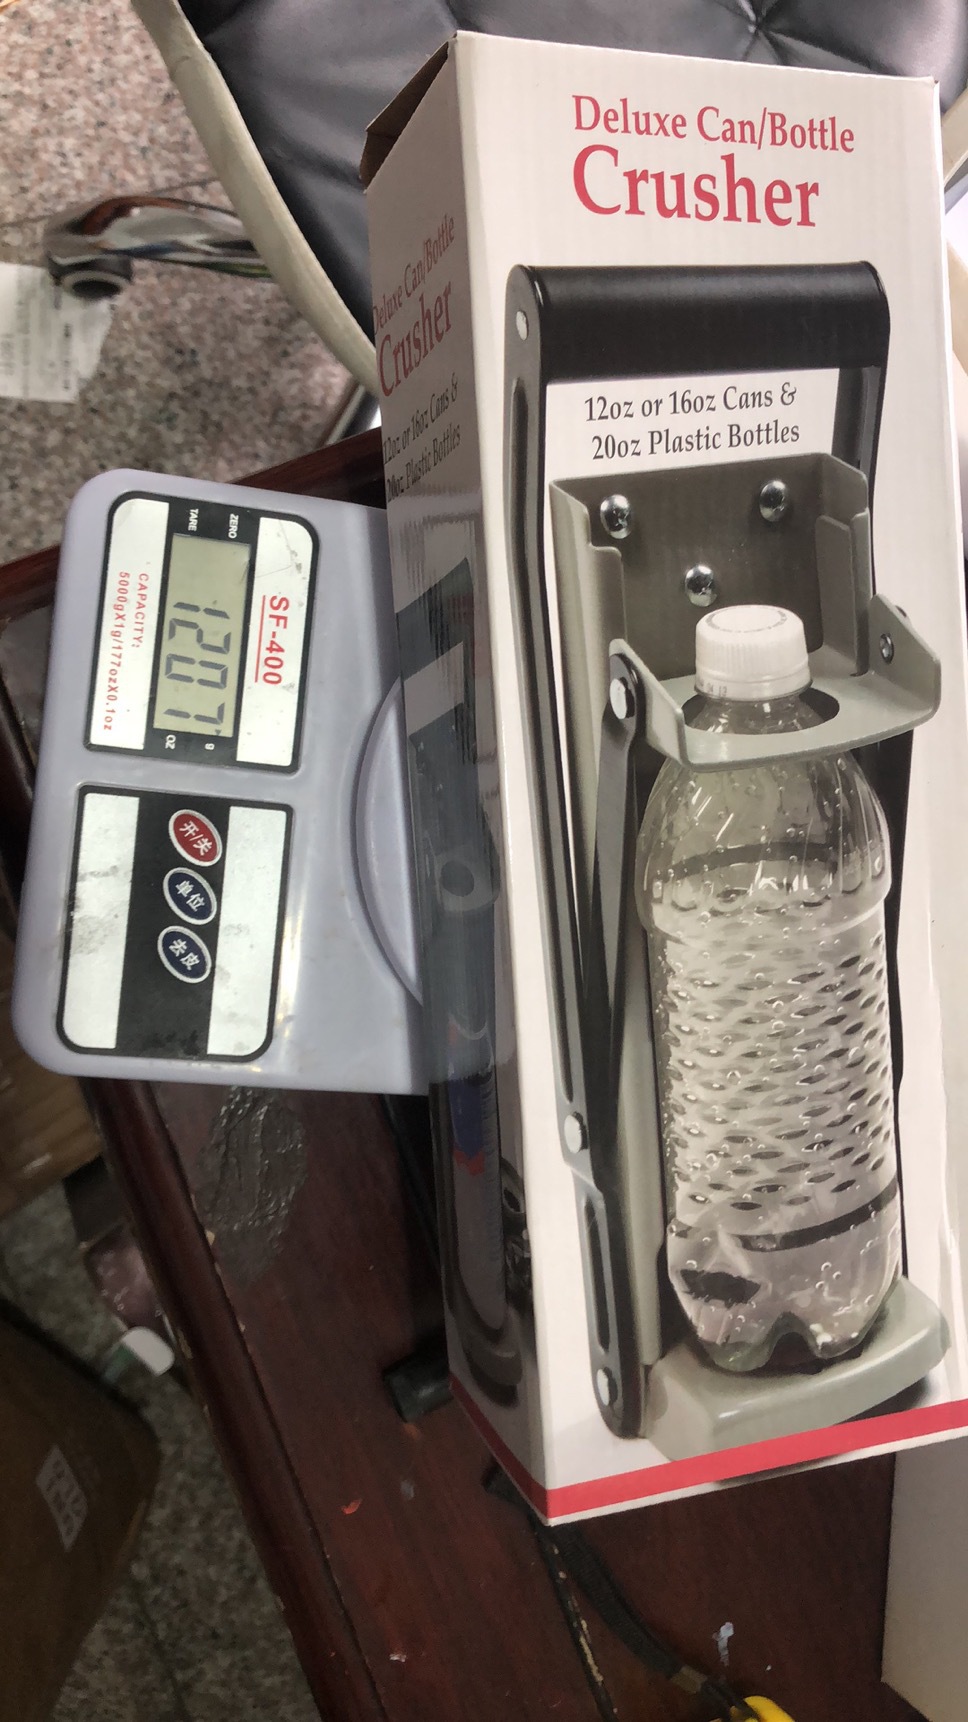 Deluxe Can/Bottle
Crusher
12oz or 16oz Cans &
20oz Plastic Bottles
Deluxe Can/Bottle
Crusher
12oz or 16oz Cans &
20oz Plastic Bottles
SF-400
ZERO
TARE
1207
g
OZ
CAPACITY:
5000gX1g/177ozX0.1oz
开/关
单位
去皮